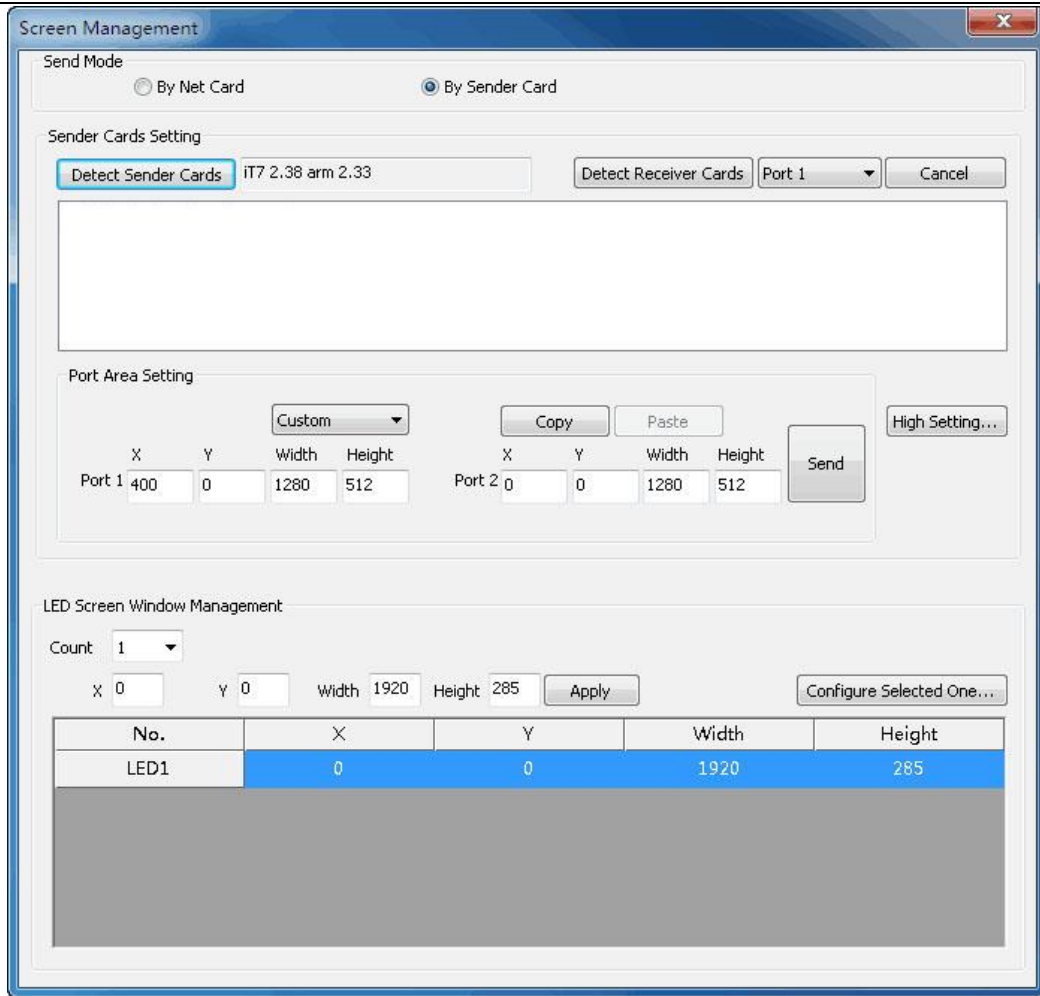 Screen Management
Send Mode
By Net Card By Sender Card
Sender Cards Setting
Detect Sender Cards iT7 2.38 arm 2.33 Detect Receiver Cards Port 1 Cancel
Port Area Setting
Custom Copy Paste High Setting...
X Y Width Height X Y Width Height Send
Port 1 400 0 1280 512 Port 2 0 0 1280 512
LED Screen Window Management
Count 1
X 0 Y 0 Width 1920 Height 285 Apply Configure Selected One...
No. X Y Width Height
LED1 0 0 1920 285